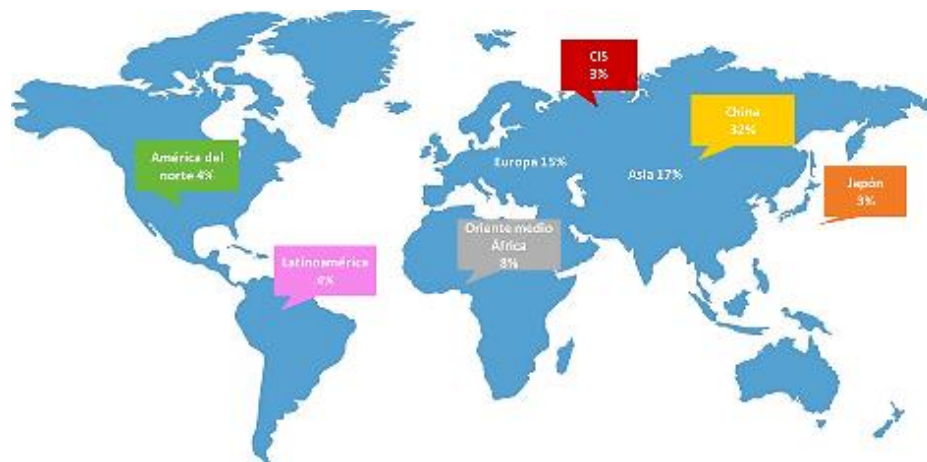 CIS
3%
China
32%
América del
norte 4%
Europa 15%
Asia 17%
Japón
3%
Oriente medio
África
8%
Latinoamérica
4%